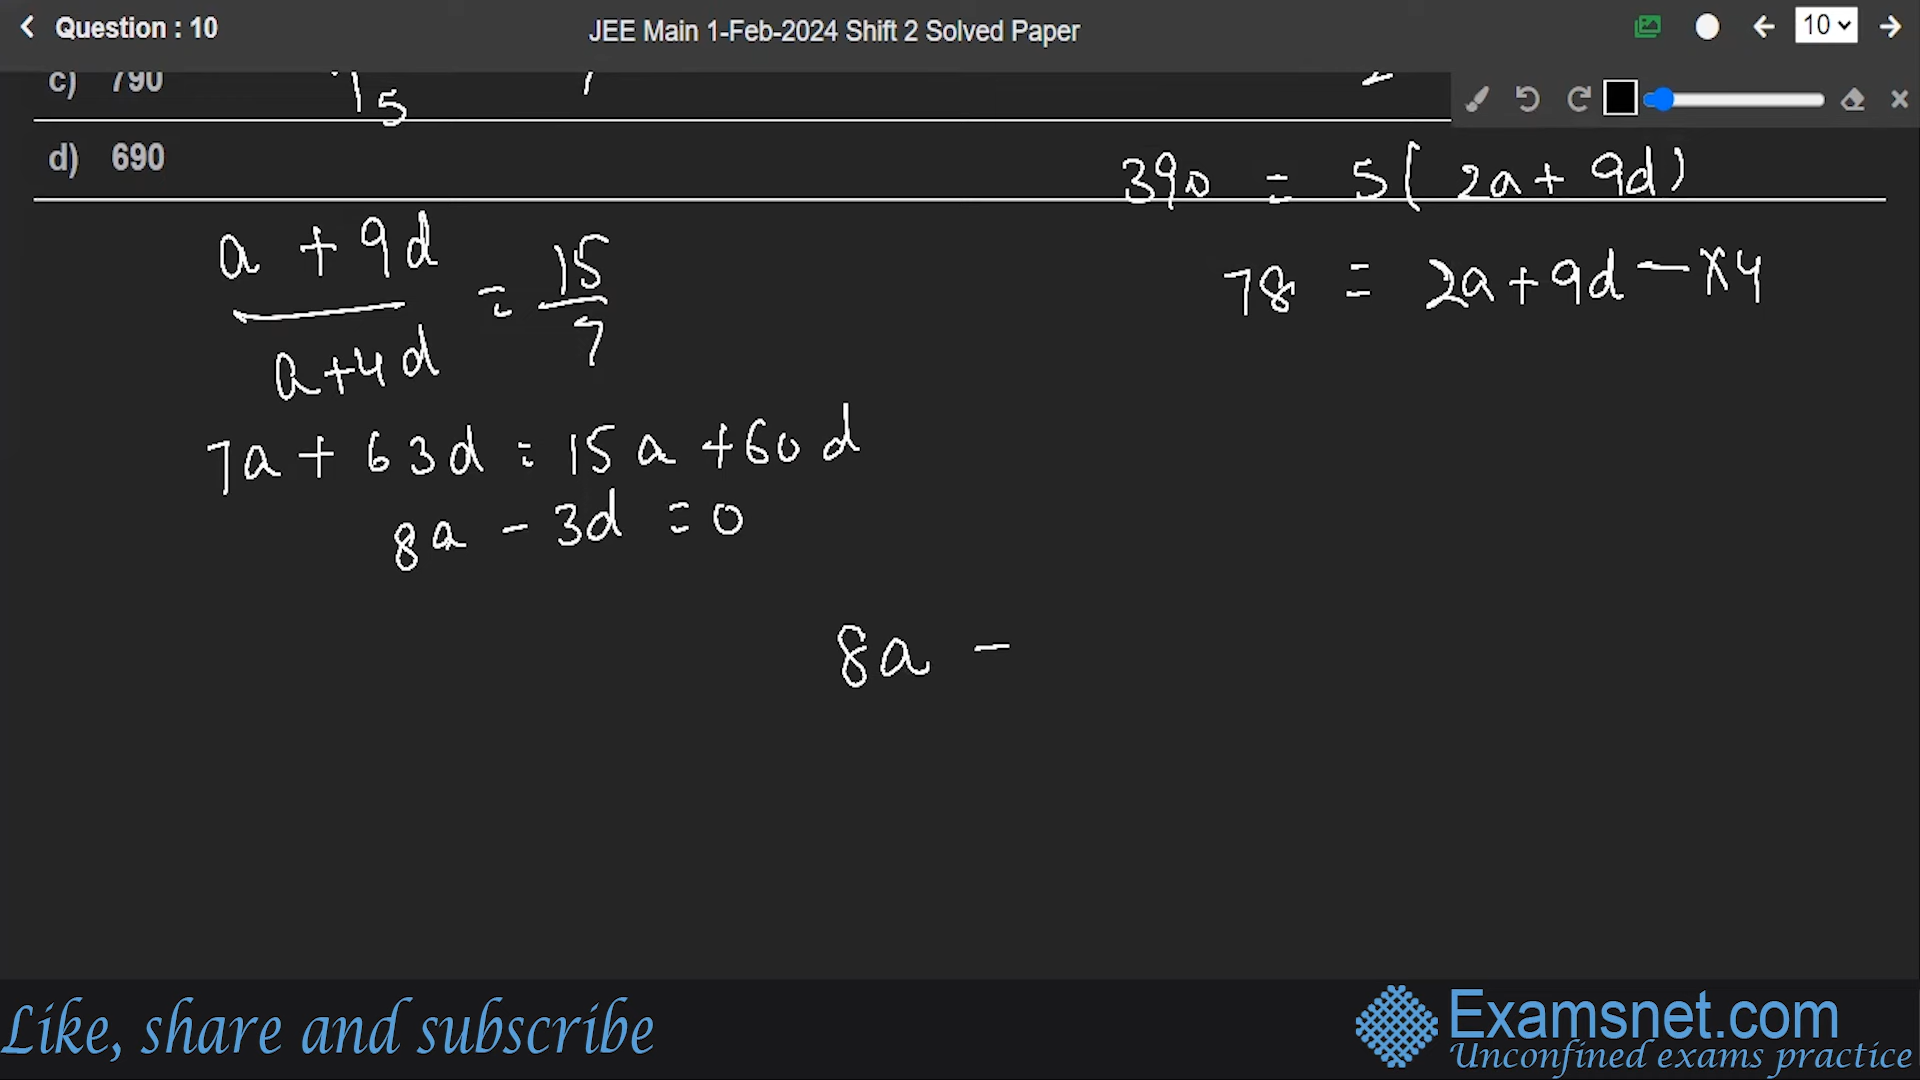 Question : 10
JEE Main 1-Feb-2024 Shift 2 Solved Paper
10
c) 790
5
d) 690
390 = 5( 2a + 9d)
a + 9d
a+4d
= 15
7
78 = 2a + 9d — ×4
7a + 63d = 15a + 60d
8a - 3d = 0
8a -
Like, share and subscribe
Examsnet.com
Unconfined exams practice